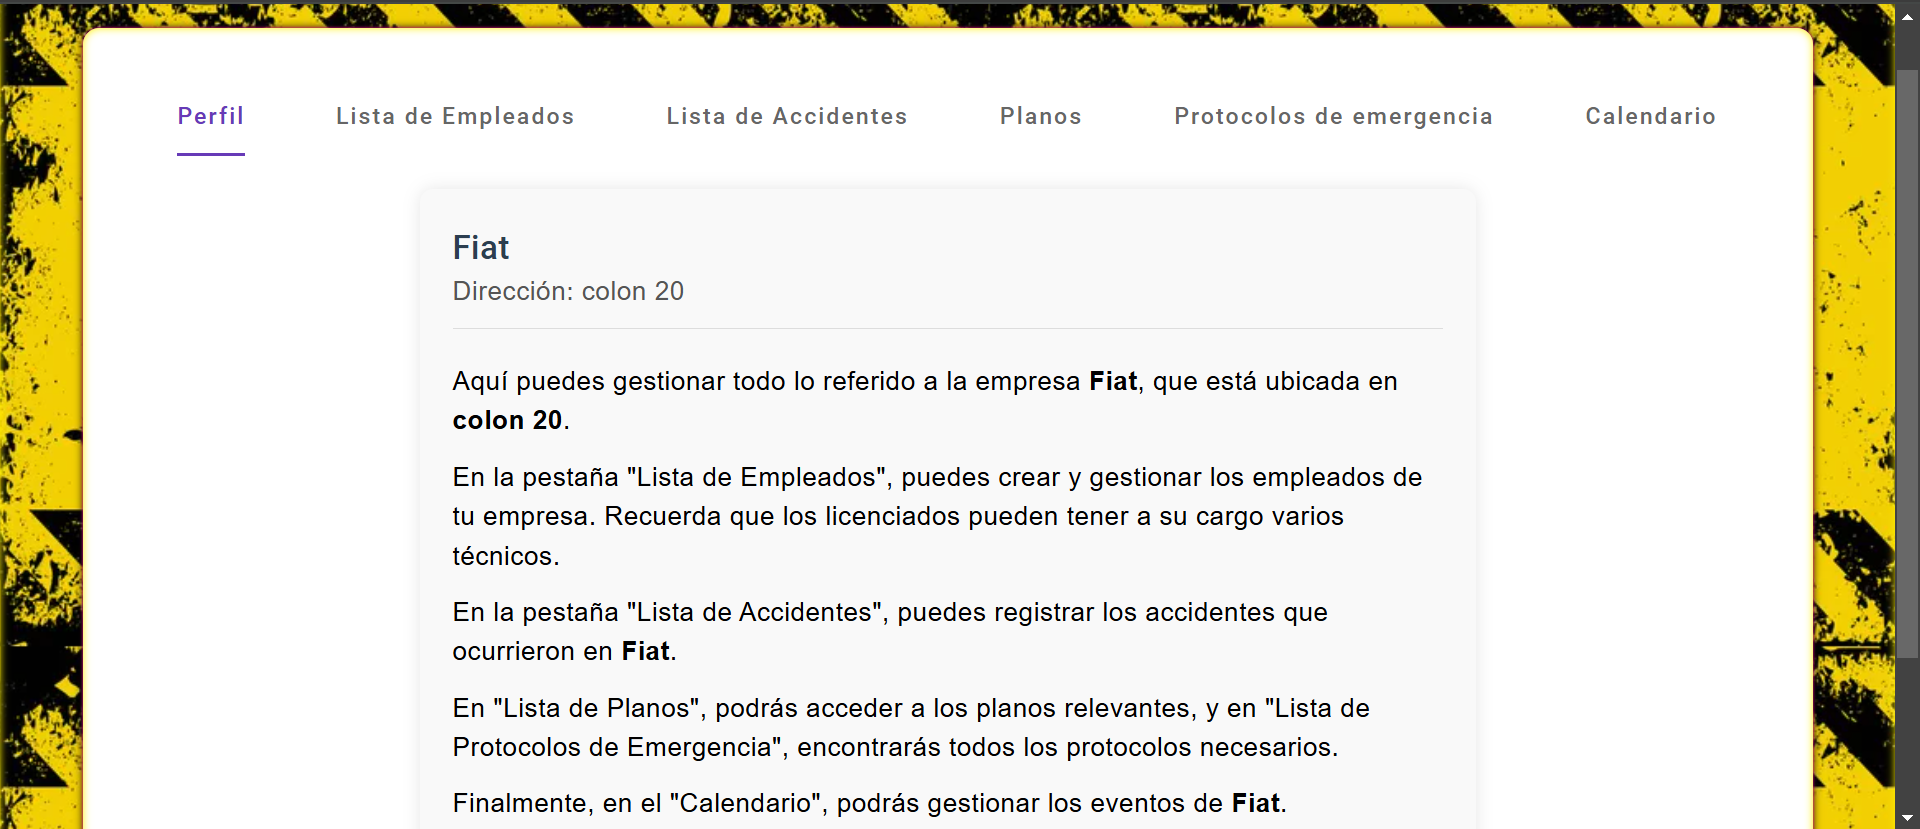 Perfil Lista de Empleados Lista de Accidentes Planos Protocolos de emergencia Calendario
Fiat
Dirección: colon 20
Aquí puedes gestionar todo lo referido a la empresa Fiat, que está ubicada en
colon 20.
En la pestaña "Lista de Empleados", puedes crear y gestionar los empleados de
tu empresa. Recuerda que los licenciados pueden tener a su cargo varios
técnicos.
En la pestaña "Lista de Accidentes", puedes registrar los accidentes que
ocurrieron en Fiat.
En "Lista de Planos", podrás acceder a los planos relevantes, y en "Lista de
Protocolos de Emergencia", encontrarás todos los protocolos necesarios.
Finalmente, en el "Calendario", podrás gestionar los eventos de Fiat.